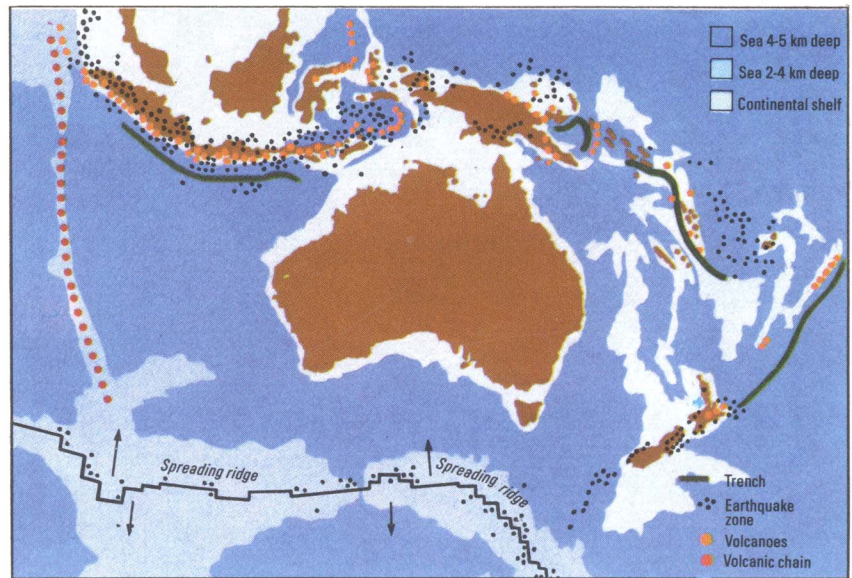 Sea 4-5 km deep
Sea 2-4 km deep
Continental shelf
Spreading ridge
Spreading ridge
Trench
Earthquake
zone
Volcanoes
Volcanic chain